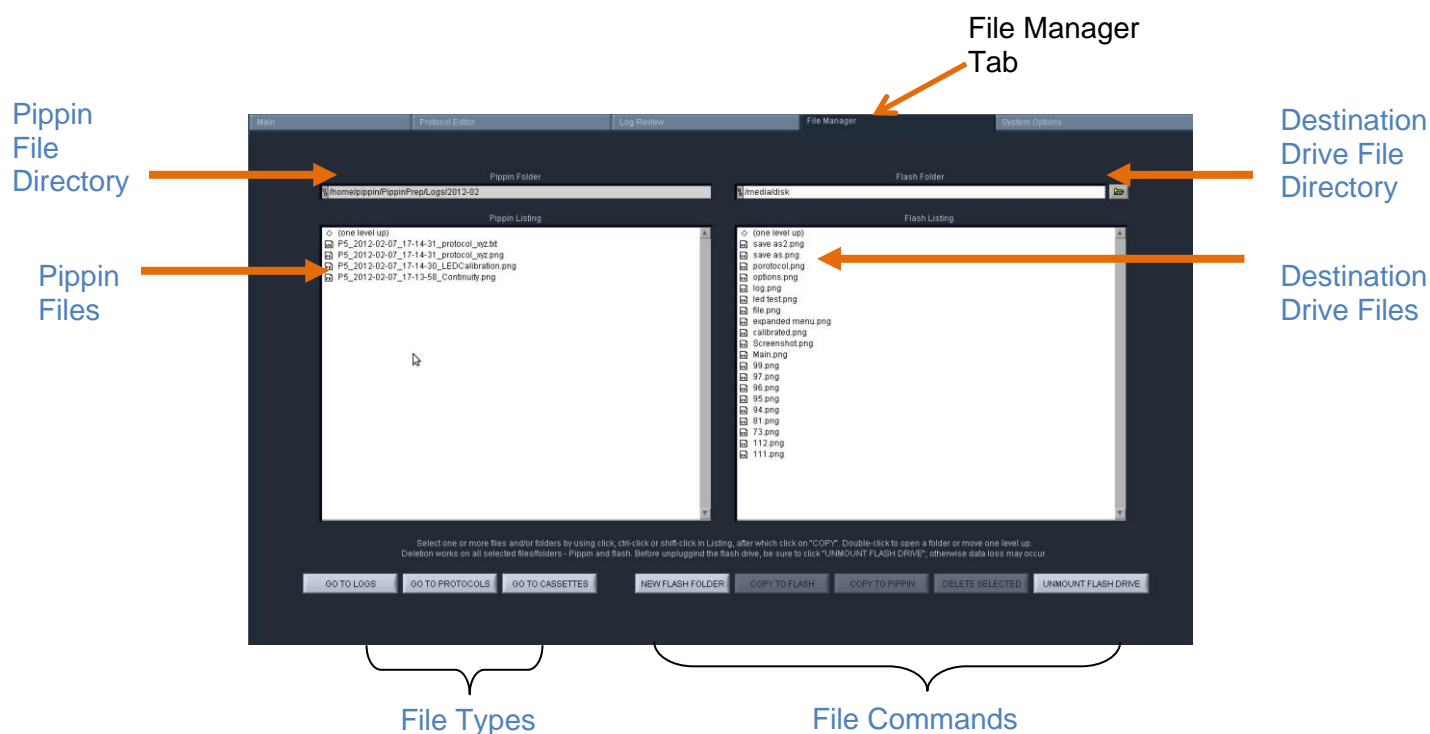 File Manager
Tab
Pippin
File
Directory
Destination
Drive File
Directory
Main
Protocol Editor
Log Review
File Manager
System Options
Pippin Folder
Flash Folder
/home/pippin/PippinPrep/Logs/2012-02
/media/disk
Pippin Listing
Flash Listing
(one level up)
P5_2012-02-07_17-14-31_protocol_xyz.txt
P5_2012-02-07_17-14-31_protocol_xyz.png
P5_2012-02-07_17-14-30_LEDCalibration.png
P5_2012-02-07_17-13-58_Continuity.png
(one level up)
save as2.png
save as.png
porotocol.png
options.png
log.png
led test.png
file.png
expanded menu.png
calibrated.png
Screenshot.png
Main.png
99.png
97.png
96.png
95.png
94.png
81.png
73.png
112.png
111.png
Pippin
Files
Destination
Drive Files
Select one or more files and/or folders by using click, ctrl-click or shift-click in Listing, after which click on "COPY". Double-click to open a folder or move one level up.
Deletion works on all selected files/folders - Pippin and flash. Before unpluggind the flash drive, be sure to click "UNMOUNT FLASH DRIVE"; otherwise data loss may occur.
GO TO LOGS
GO TO PROTOCOLS
GO TO CASSETTES
NEW FLASH FOLDER
COPY TO FLASH
COPY TO PIPPIN
DELETE SELECTED
UNMOUNT FLASH DRIVE
File Types
File Commands